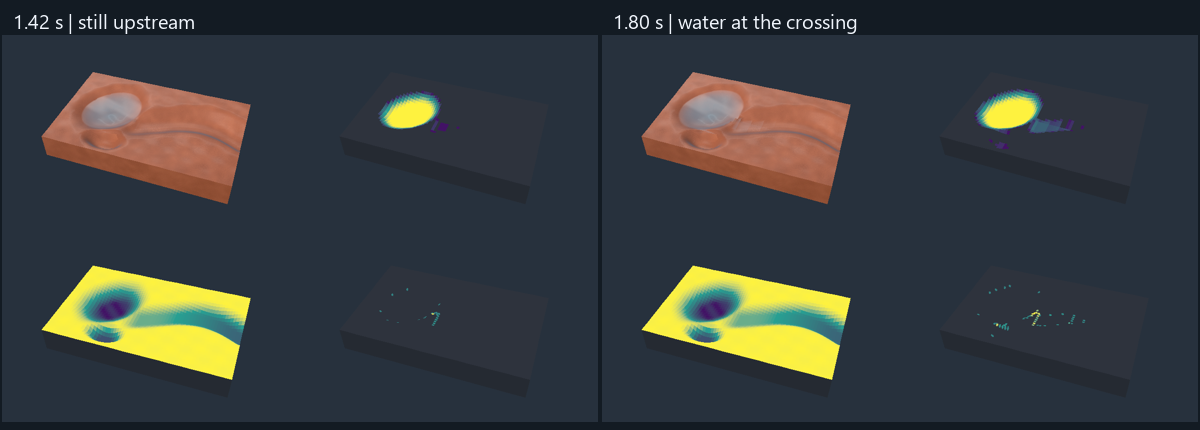 1.42 s | still upstream
1.80 s | water at the crossing